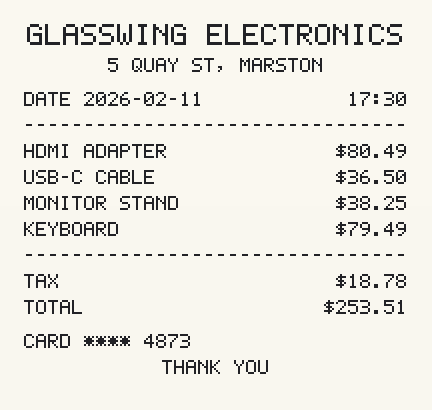 GLASSWING ELECTRONICS
5 QUAY ST, MARSTON
DATE 2026-02-11 17:30
--------------------------------
HDMI ADAPTER $80.49
USB-C CABLE $36.50
MONITOR STAND $38.25
KEYBOARD $79.49
--------------------------------
TAX $18.78
TOTAL $253.51
CARD **** 4873
THANK YOU